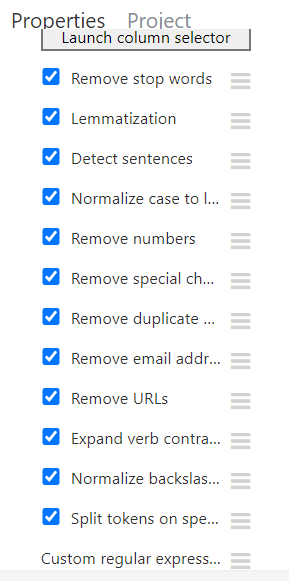 Properties Project
Launch column selector
Remove stop words
Lemmatization
Detect sentences
Normalize case to l...
Remove numbers
Remove special ch...
Remove duplicate ...
Remove email addr...
Remove URLs
Expand verb contra...
Normalize backslas...
Split tokens on spe...
Custom regular express...